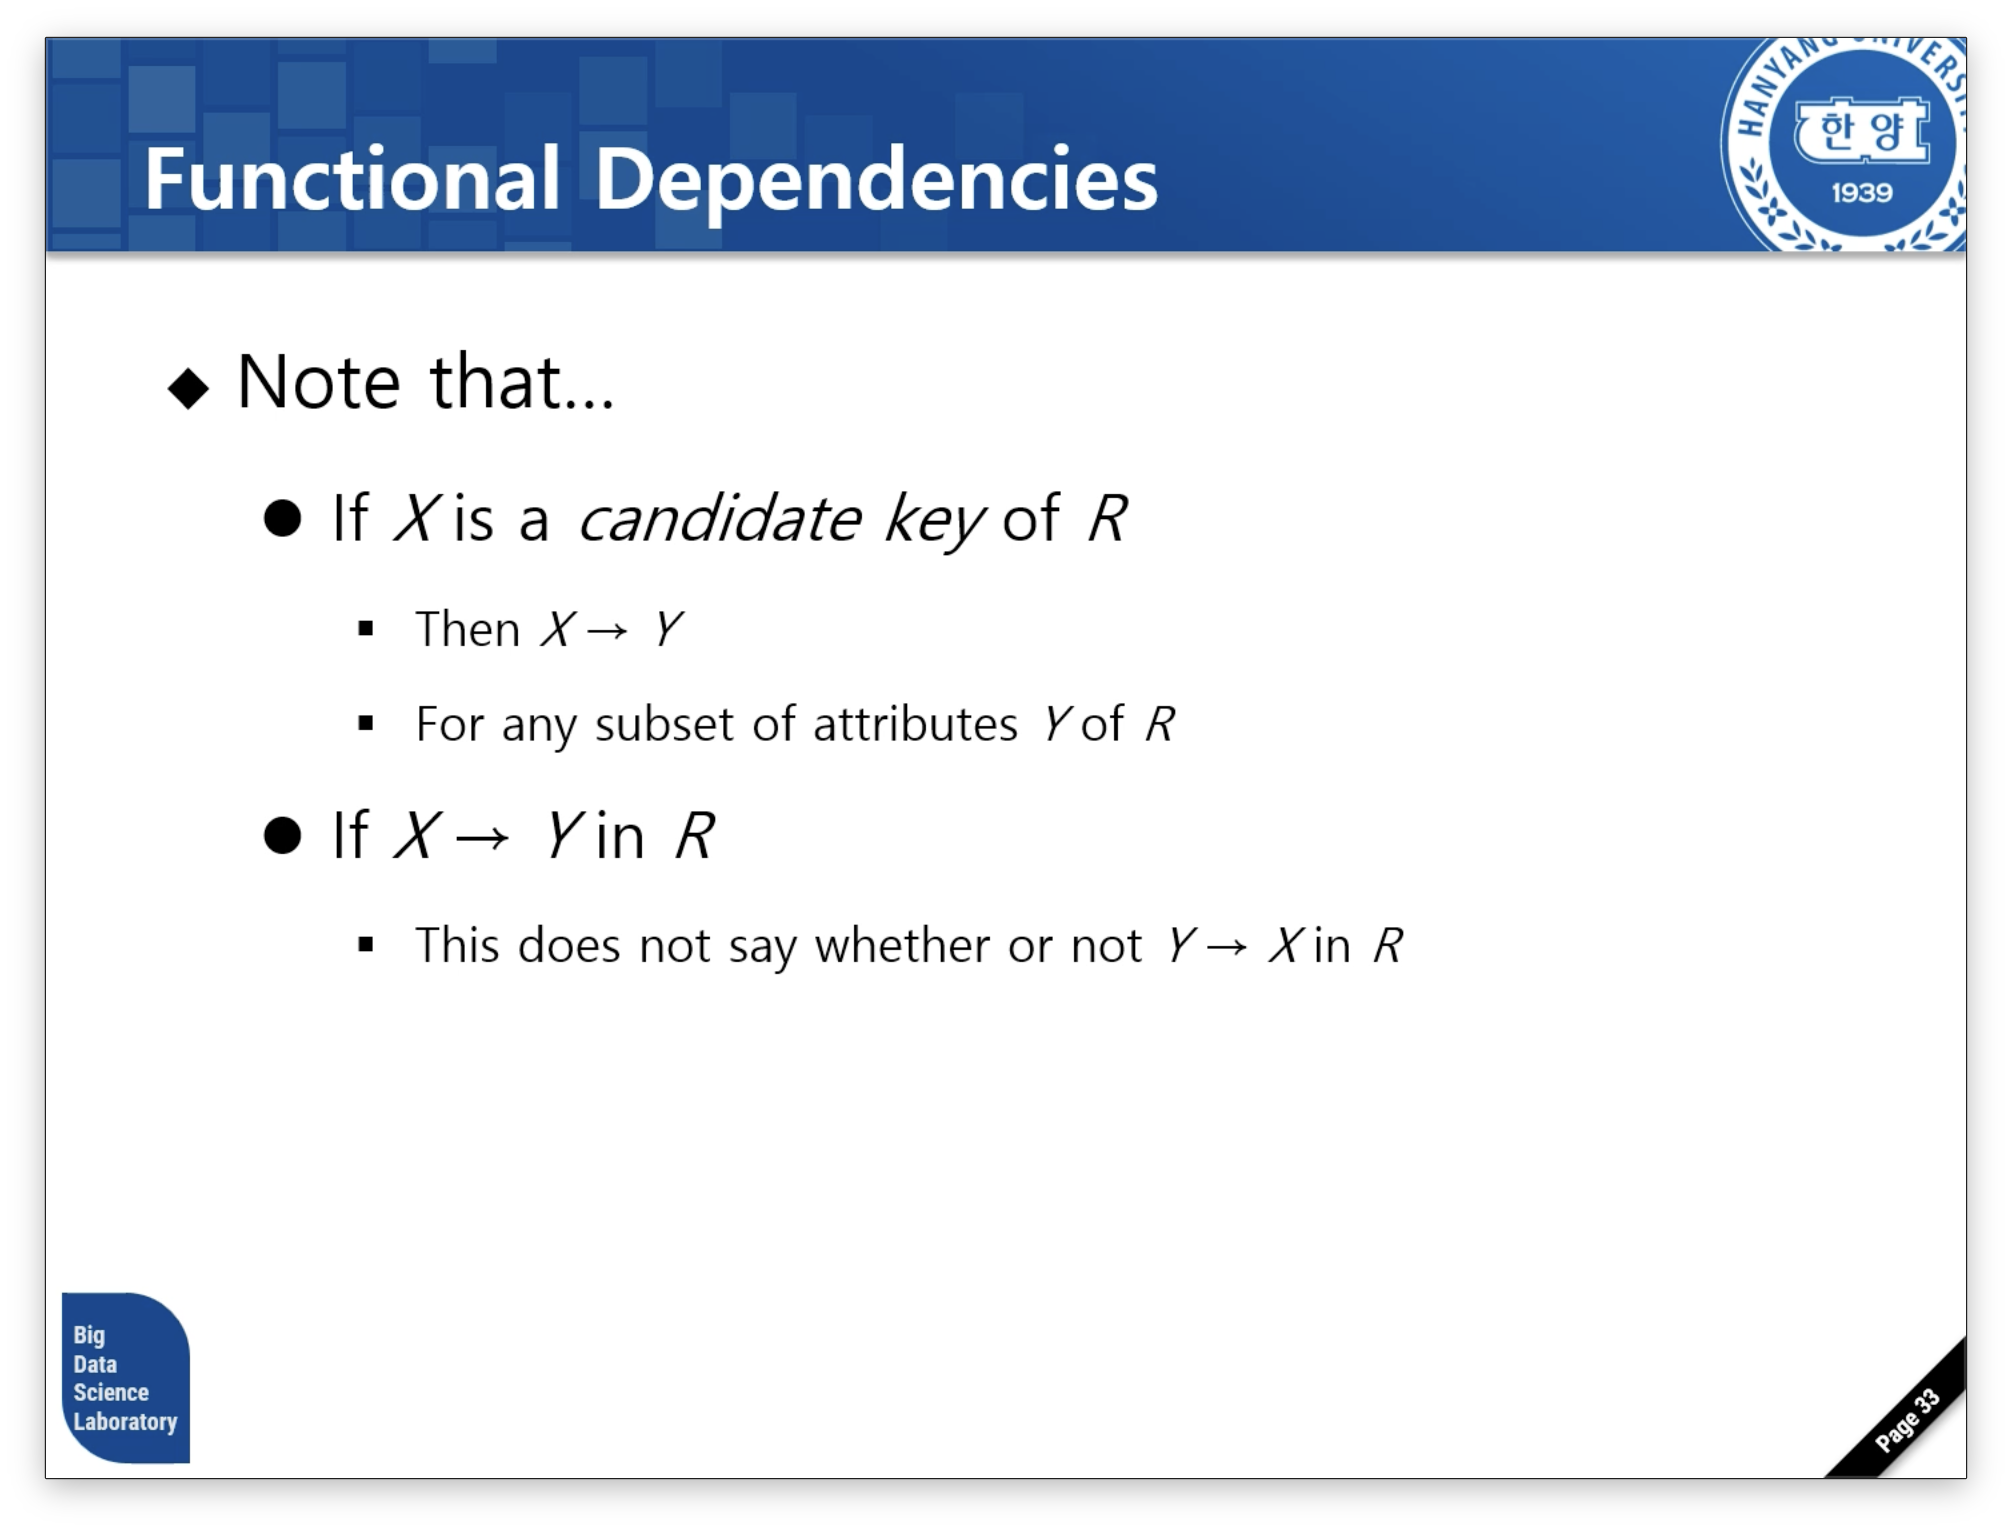 HANYANG UNIVERS
한양
1939
Functional Dependencies
◆ Note that...
● If X is a candidate key of R
▪ Then X → Y
▪ For any subset of attributes Y of R
● If X → Y in R
▪ This does not say whether or not Y → X in R
Big
Data
Science
Laboratory
Page 33